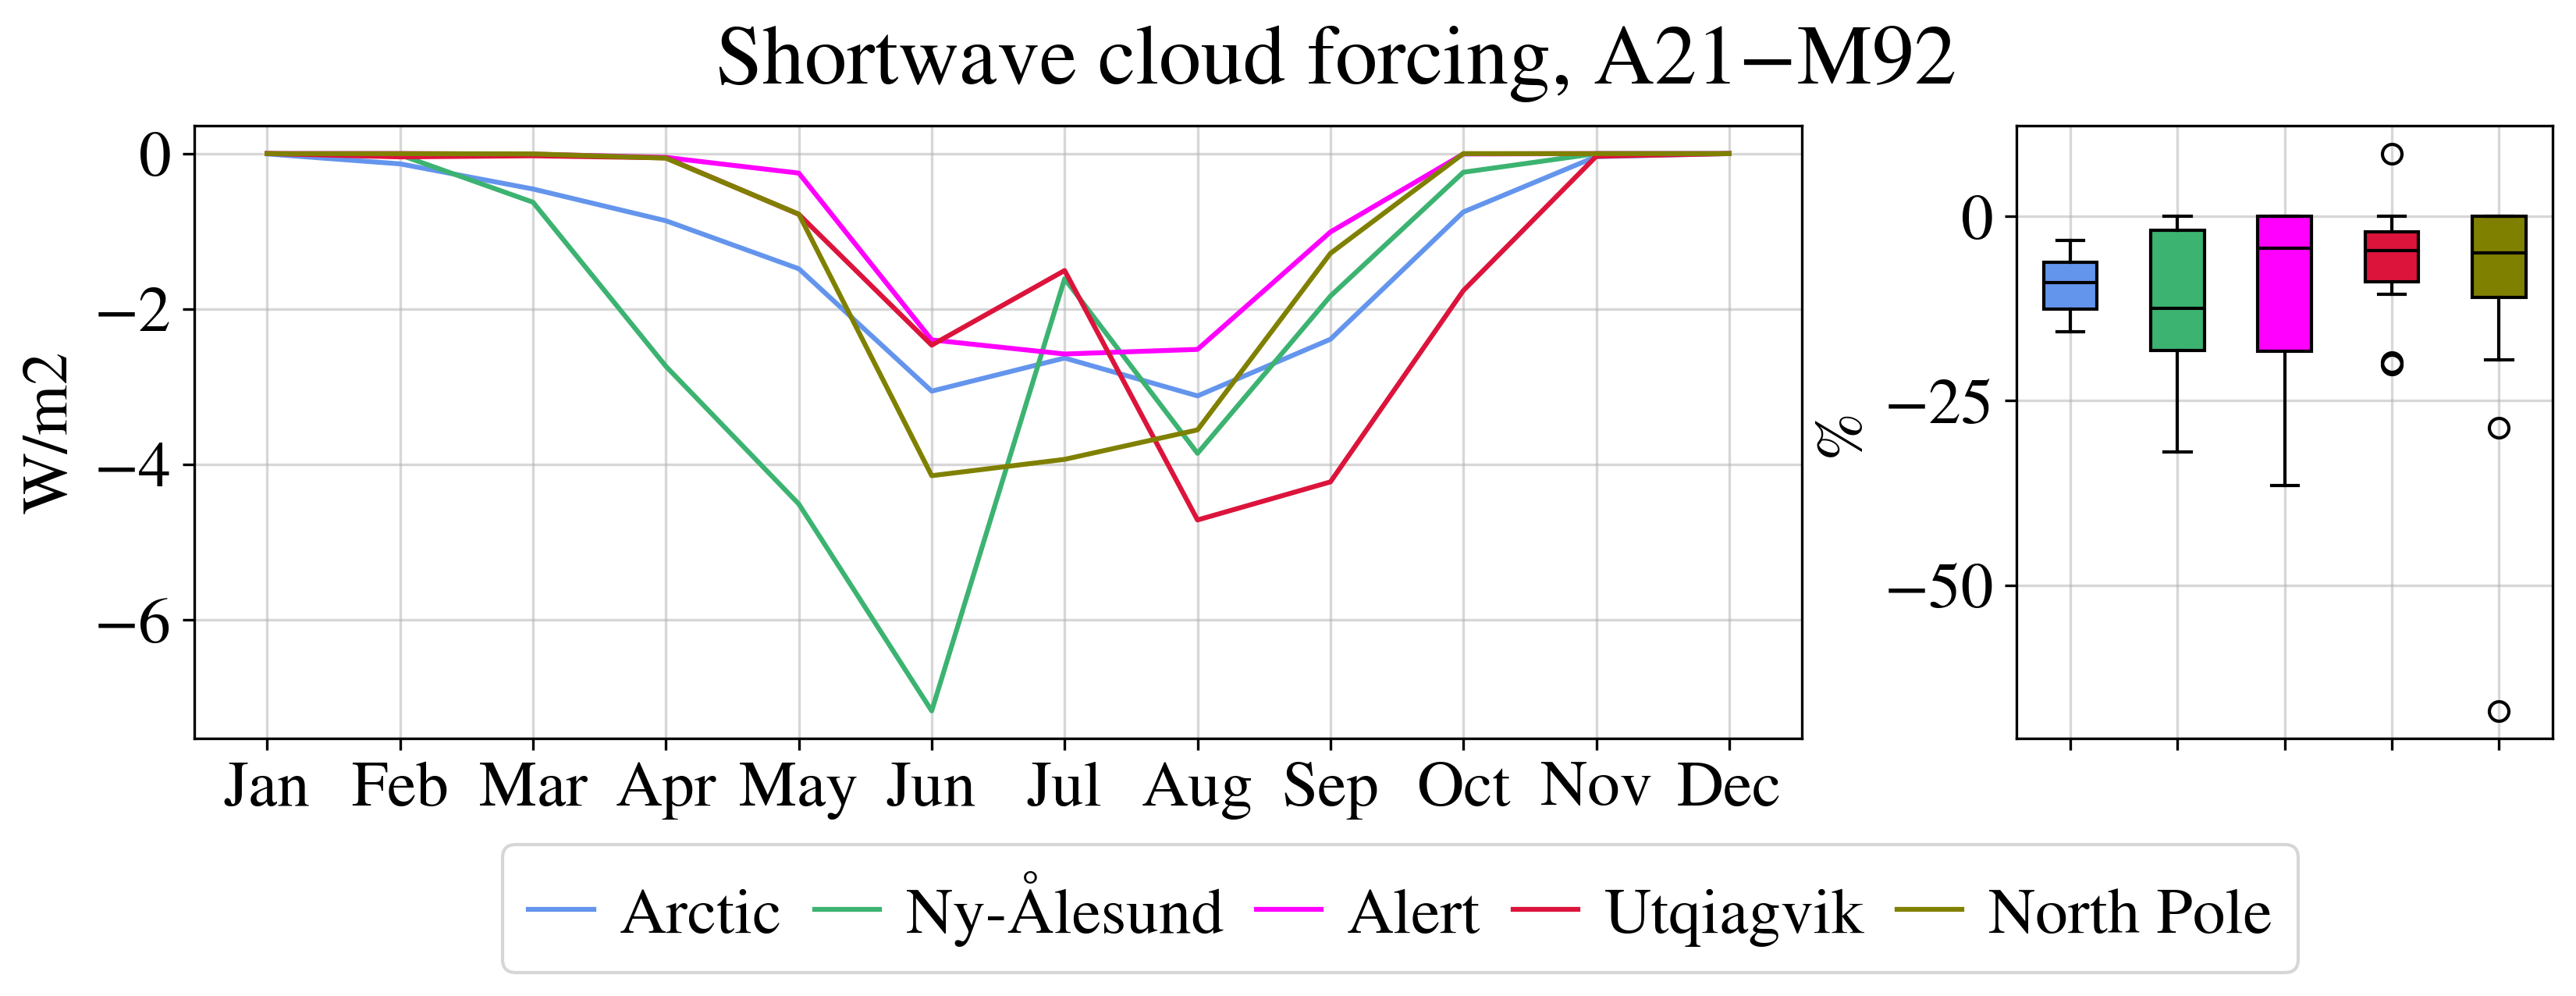 Shortwave cloud forcing, A21−M92
W/m2
0
−2
−4
−6
Jan Feb Mar Apr May Jun Jul Aug Sep Oct Nov Dec
%
0
−25
−50
Arctic Ny-Ålesund Alert Utqiagvik North Pole